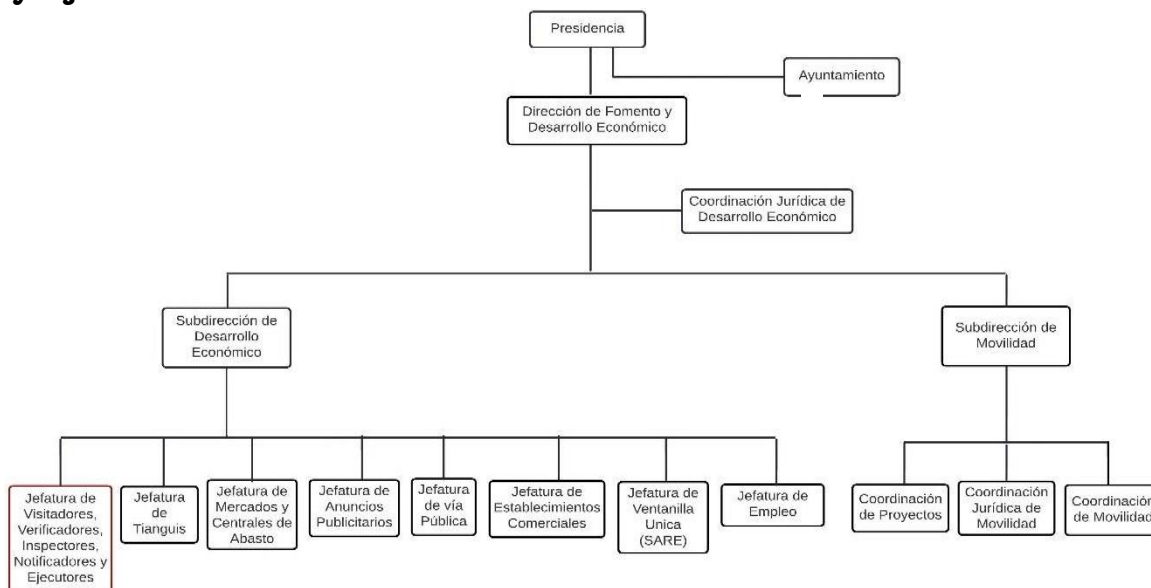 Presidencia
Ayuntamiento
Dirección de Fomento y
Desarrollo Económico
Coordinación Jurídica de
Desarrollo Económico
Subdirección de
Desarrollo
Económico
Subdirección de
Movilidad
Jefatura de
Visitadores,
Verificadores,
Inspectores,
Notificadores y
Ejecutores
Jefatura
de
Tianguis
Jefatura de
Mercados y
Centrales de
Abasto
Jefatura de
Anuncios
Publicitarios
Jefatura
de vía
Pública
Jefatura de
Establecimientos
Comerciales
Jefatura de
Ventanilla
Unica
(SARE)
Jefatura de
Empleo
Coordinación
de Proyectos
Coordinación
Jurídica de
Movilidad
Coordinación
de Movilidad